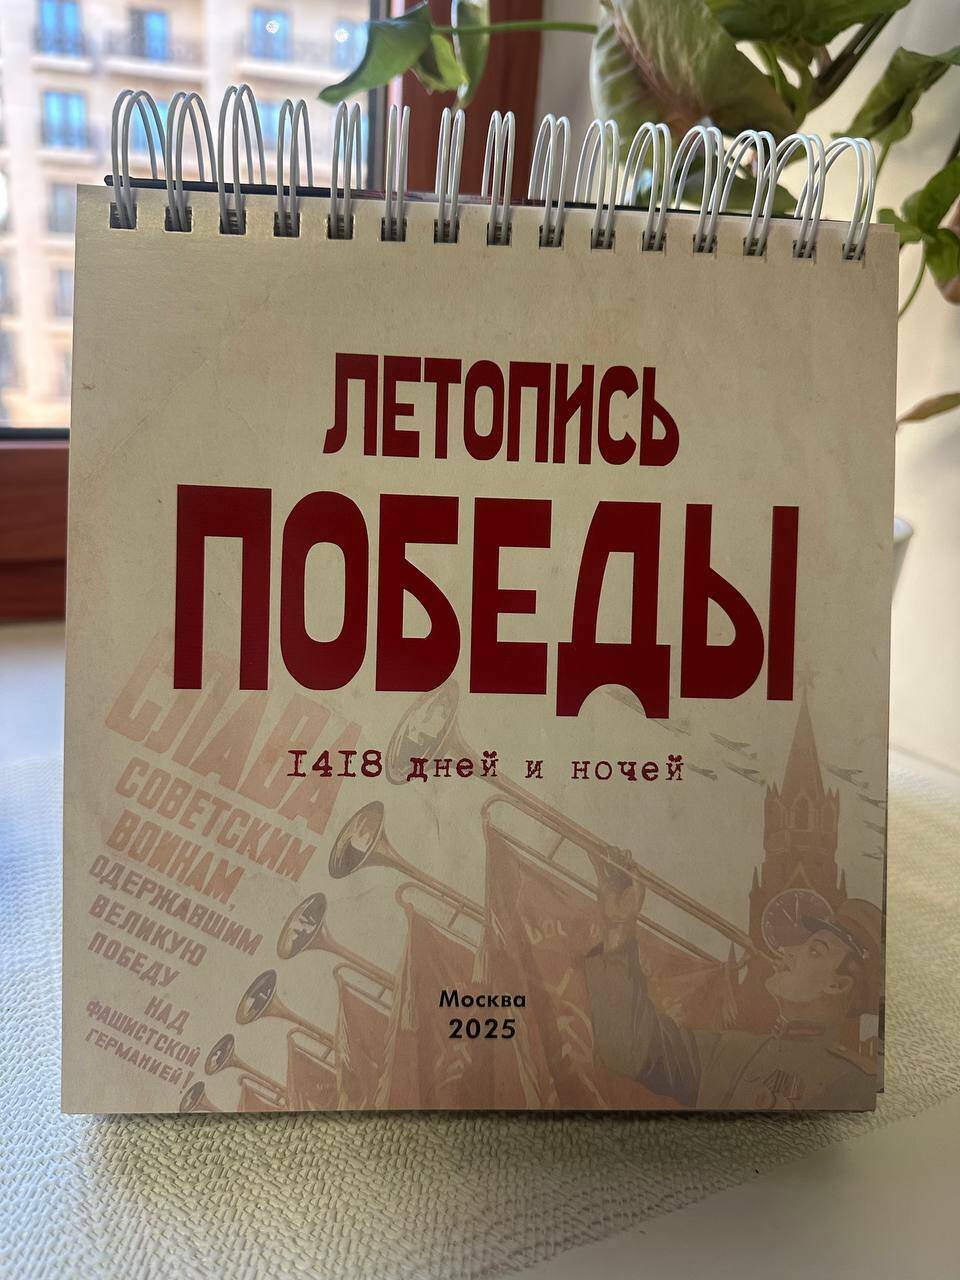 ЛЕТОПИСЬ
ПОБЕДЫ
1418 дней и ночей
СЛАВА
СОВЕТСКИМ
ВОИНАМ,
ОДЕРЖАВШИМ
ВЕЛИКУЮ
ПОБЕДУ
НАД
ФАШИСТСКОЙ
ГЕРМАНИЕЙ!
Москва
2025